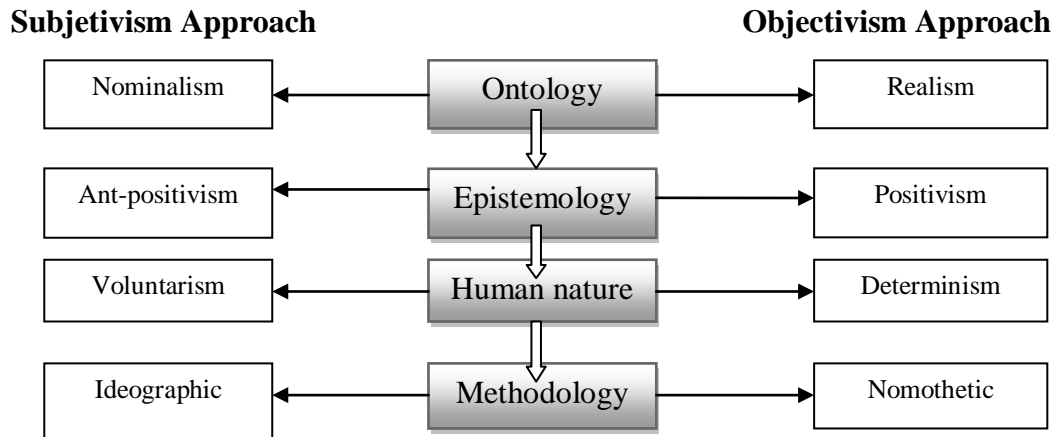 Subjetivism Approach
Objectivism Approach
Nominalism
Ontology
Realism
Ant-positivism
Epistemology
Positivism
Voluntarism
Human nature
Determinism
Ideographic
Methodology
Nomothetic